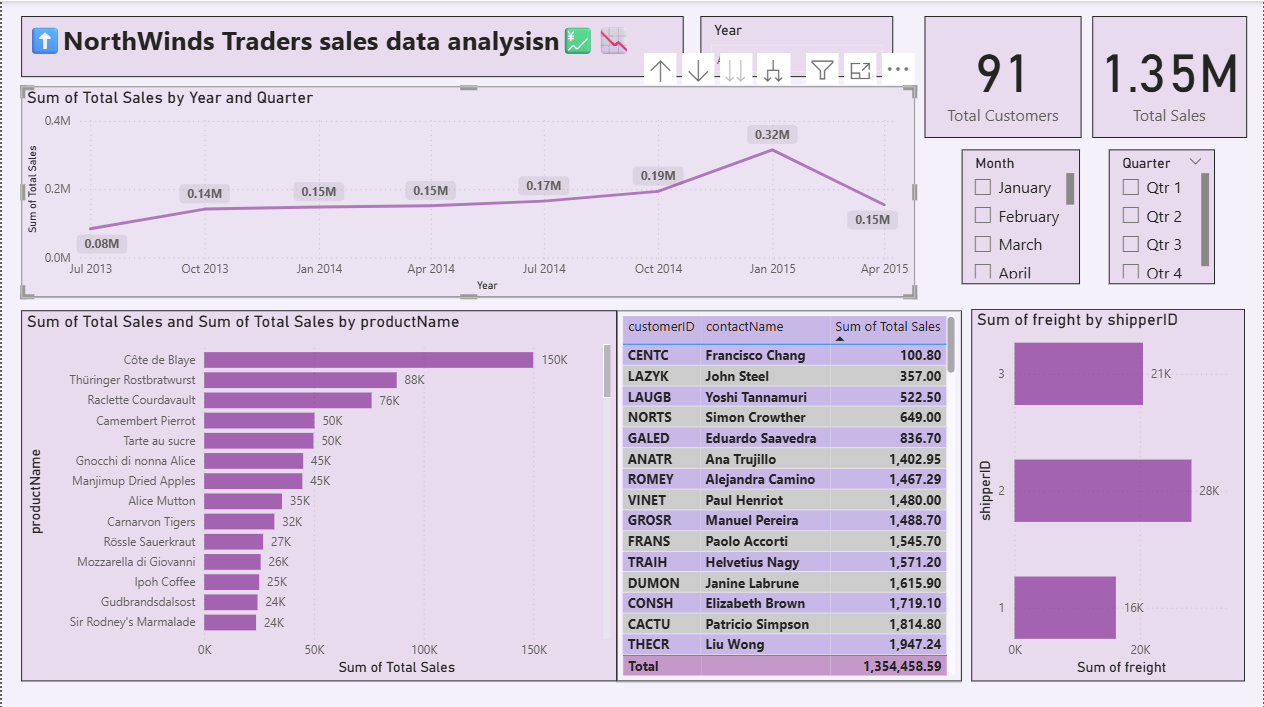 NorthWinds Traders sales data analysisn
Year
91
Total Customers
1.35M
Total Sales
Sum of Total Sales by Year and Quarter
Sum of Total Sales
0.4M
0.2M
0.0M
0.08M
0.14M
0.15M
0.15M
0.17M
0.19M
0.32M
0.15M
Jul 2013
Oct 2013
Jan 2014
Apr 2014
Jul 2014
Oct 2014
Jan 2015
Apr 2015
Year
Month
January
February
March
April
Quarter
Qtr 1
Qtr 2
Qtr 3
Qtr 4
Sum of Total Sales and Sum of Total Sales by productName
productName
Côte de Blaye 150K
Thüringer Rostbratwurst 88K
Raclette Courdavault 76K
Camembert Pierrot 50K
Tarte au sucre 50K
Gnocchi di nonna Alice 45K
Manjimup Dried Apples 45K
Alice Mutton 35K
Carnarvon Tigers 32K
Rössle Sauerkraut 27K
Mozzarella di Giovanni 26K
Ipoh Coffee 25K
Gudbrandsdalsost 24K
Sir Rodney's Marmalade 24K
0K 50K 100K 150K
Sum of Total Sales
customerID contactName Sum of Total Sales
CENTC Francisco Chang 100.80
LAZYK John Steel 357.00
LAUGB Yoshi Tannamuri 522.50
NORTS Simon Crowther 649.00
GALED Eduardo Saavedra 836.70
ANATR Ana Trujillo 1,402.95
ROMEY Alejandra Camino 1,467.29
VINET Paul Henriot 1,480.00
GROSR Manuel Pereira 1,488.70
FRANS Paolo Accorti 1,545.70
TRAIH Helvetius Nagy 1,571.20
DUMON Janine Labrune 1,615.90
CONSH Elizabeth Brown 1,719.10
CACTU Patricio Simpson 1,814.80
THECR Liu Wong 1,947.24
Total 1,354,458.59
Sum of freight by shipperID
shipperID
3 21K
2 28K
1 16K
0K 20K
Sum of freight